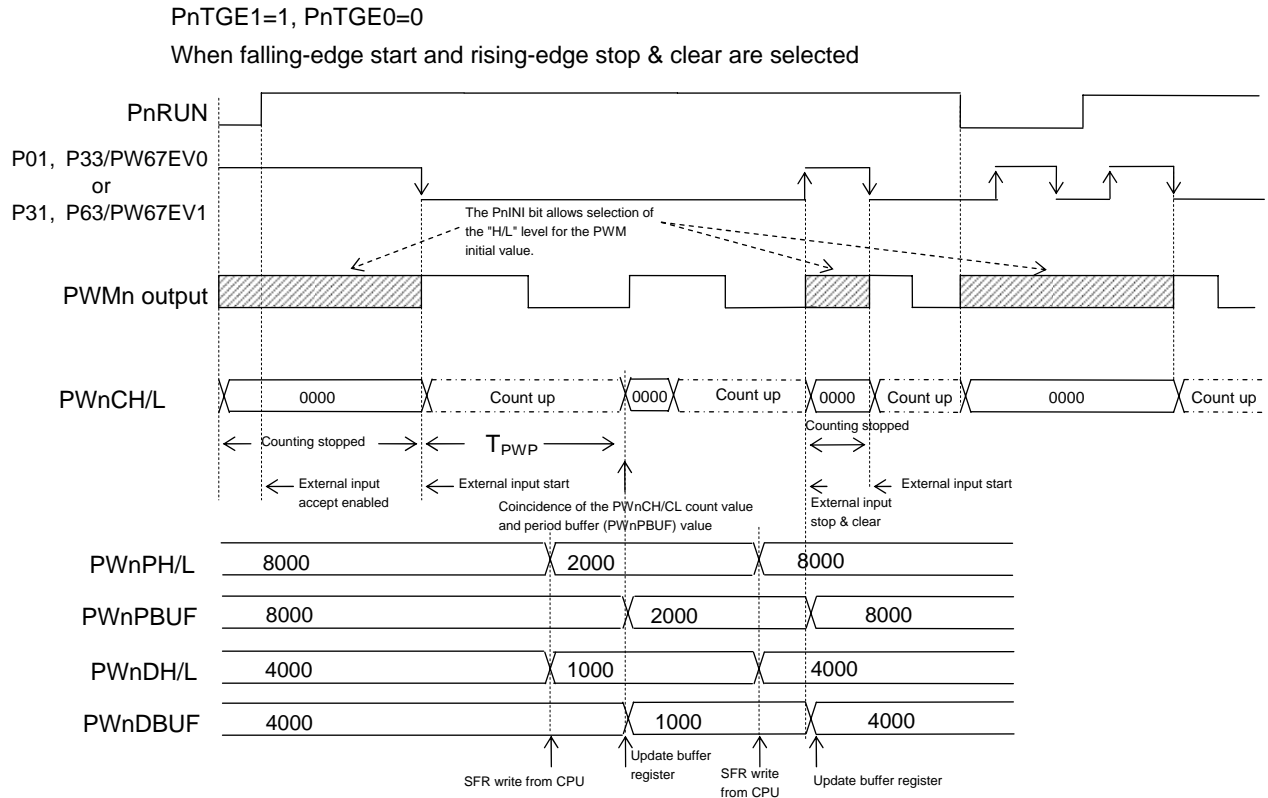 PnTGE1=1, PnTGE0=0
When falling-edge start and rising-edge stop & clear are selected
PnRUN
P01, P33/PW67EV0
or
P31, P63/PW67EV1
The PnINI bit allows selection of
the "H/L" level for the PWM
initial value.
PWMn output
PWnCH/L
0000
Count up
0000
Count up
0000
Count up
0000
Count up
Counting stopped
TPWP
Counting stopped
External input
accept enabled
External input start
Coincidence of the PWnCH/CL count value
and period buffer (PWnPBUF) value
External input
stop & clear
External input start
PWnPH/L
8000
2000
8000
PWnPBUF
8000
2000
8000
PWnDH/L
4000
1000
4000
PWnDBUF
4000
1000
4000
SFR write from CPU
Update buffer
register
SFR write
from CPU
Update buffer register